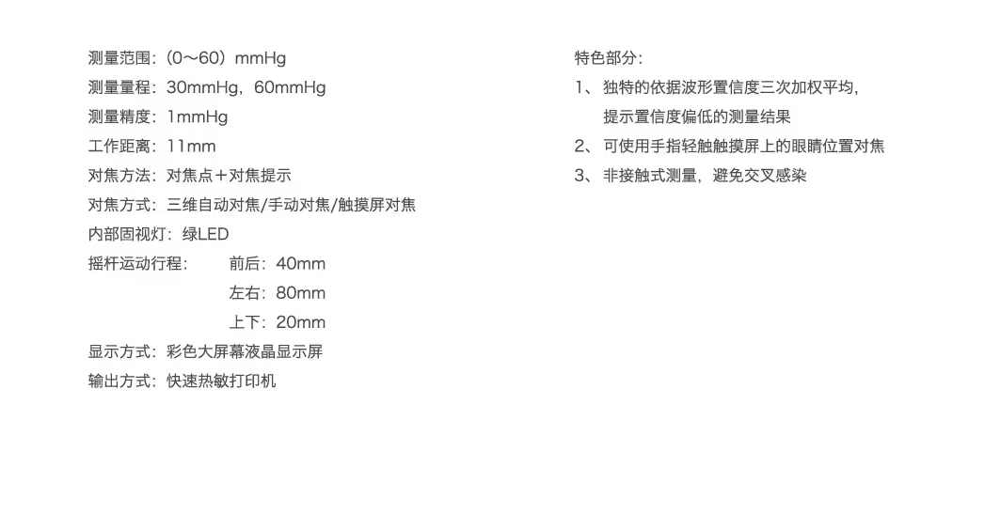 测量范围：（0～60）mmHg
测量量程：30mmHg，60mmHg
测量精度：1mmHg
工作距离：11mm
对焦方法：对焦点＋对焦提示
对焦方式：三维自动对焦/手动对焦/触摸屏对焦
内部固视灯：绿LED
摇杆运动行程： 前后：40mm
左右：80mm
上下：20mm
显示方式：彩色大屏幕液晶显示屏
输出方式：快速热敏打印机
特色部分：
1、独特的依据波形置信度三次加权平均，
提示置信度偏低的测量结果
2、可使用手指轻触触摸屏上的眼睛位置对焦
3、非接触式测量，避免交叉感染